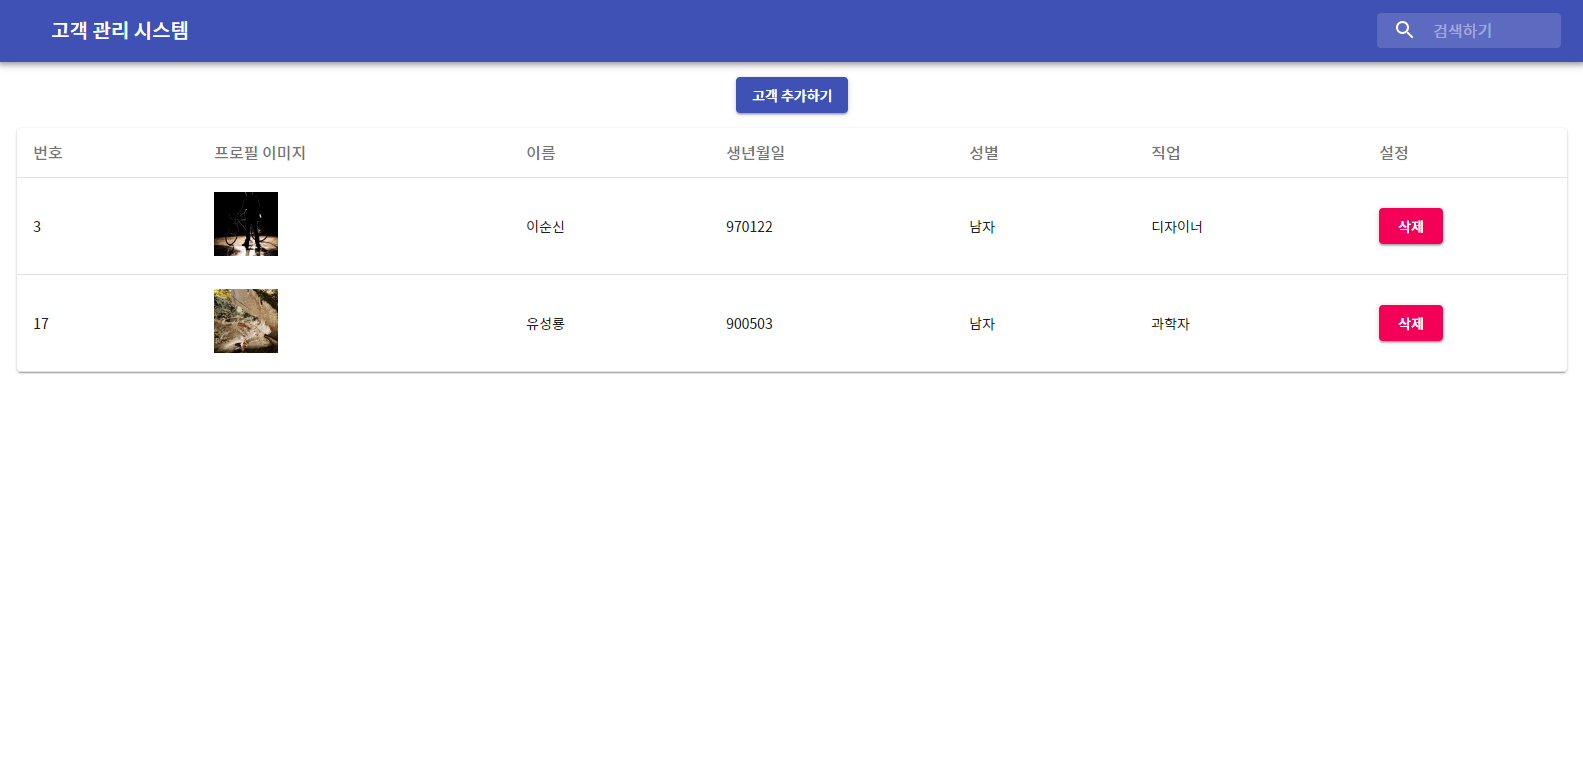 고객 관리 시스템 검색하기
고객 추가하기
번호 프로필 이미지 이름 생년월일 성별 직업 설정
3 이순신 970122 남자 디자이너 삭제
17 유성룡 900503 남자 과학자 삭제